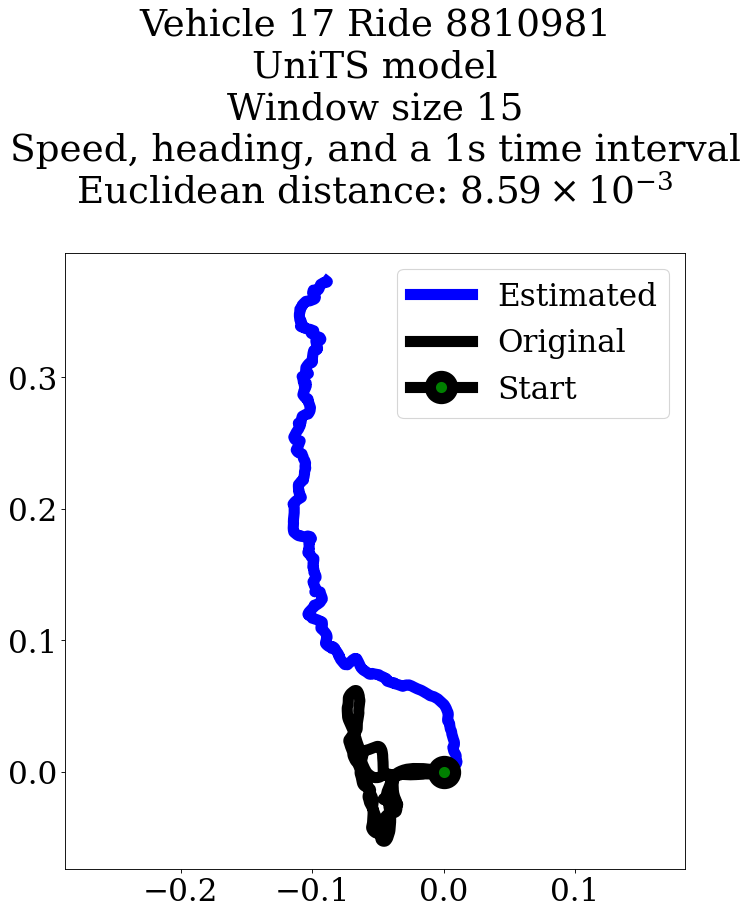 Vehicle 17 Ride 8810981
UniTS model
Window size 15
Speed, heading, and a 1s time interval
Euclidean distance: 8.59 × 10⁻³
Estimated
Original
Start
0.3
0.2
0.1
0.0
−0.2 −0.1 0.0 0.1